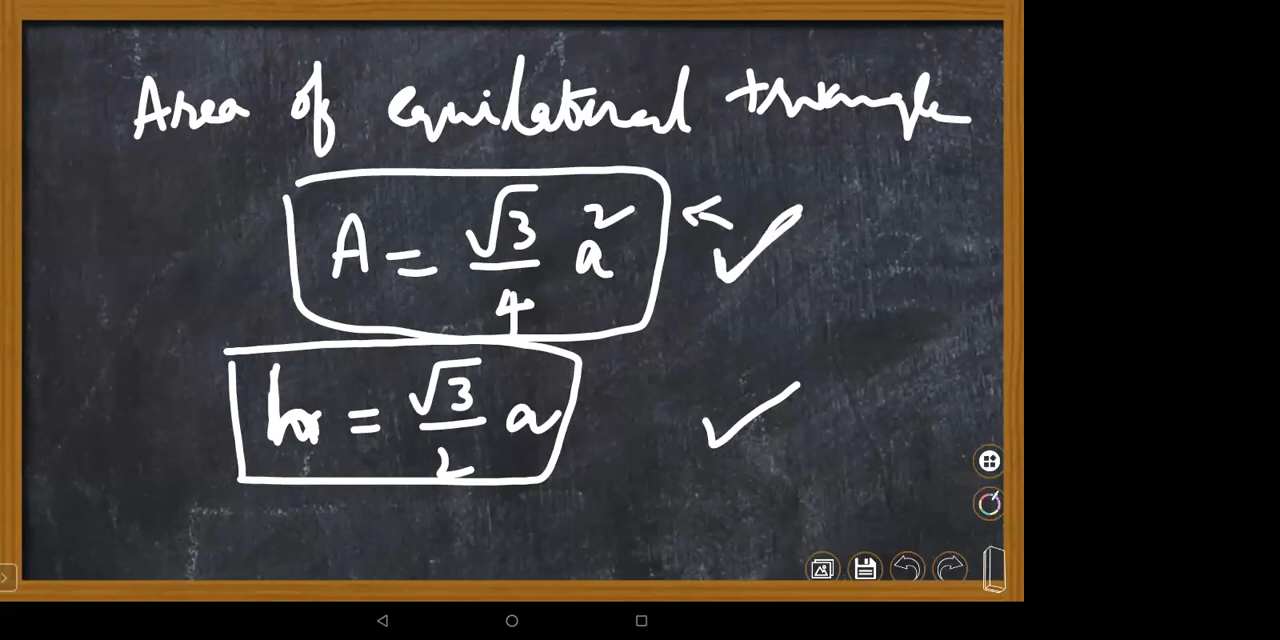 Area of equilateral triangle
A = √3/4 a²
h = √3/2 a